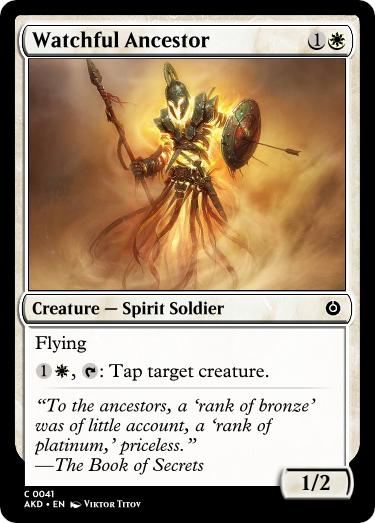 Watchful Ancestor 1
Creature — Spirit Soldier
Flying
1, : Tap target creature.
“To the ancestors, a ‘rank of bronze’
was of little account, a ‘rank of
platinum,’ priceless.”
—The Book of Secrets
1/2
C 0041
AKD • EN Viktor Titov